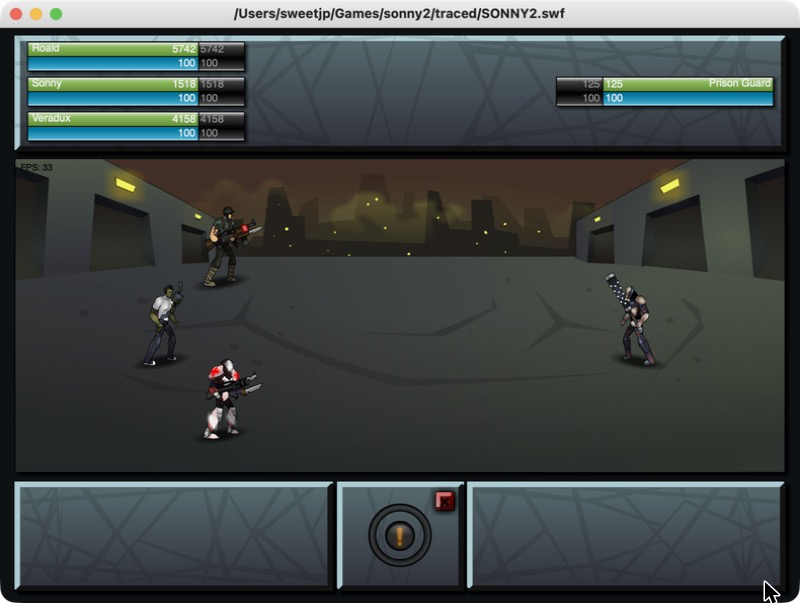 /Users/sweetjp/Games/sonny2/traced/SONNY2.swf
Roald 5742 5742
100 100
Sonny 1518 1518
100 100
Veradux 4158 4158
100 100
125 125 Prison Guard
100 100
FPS: 33
!